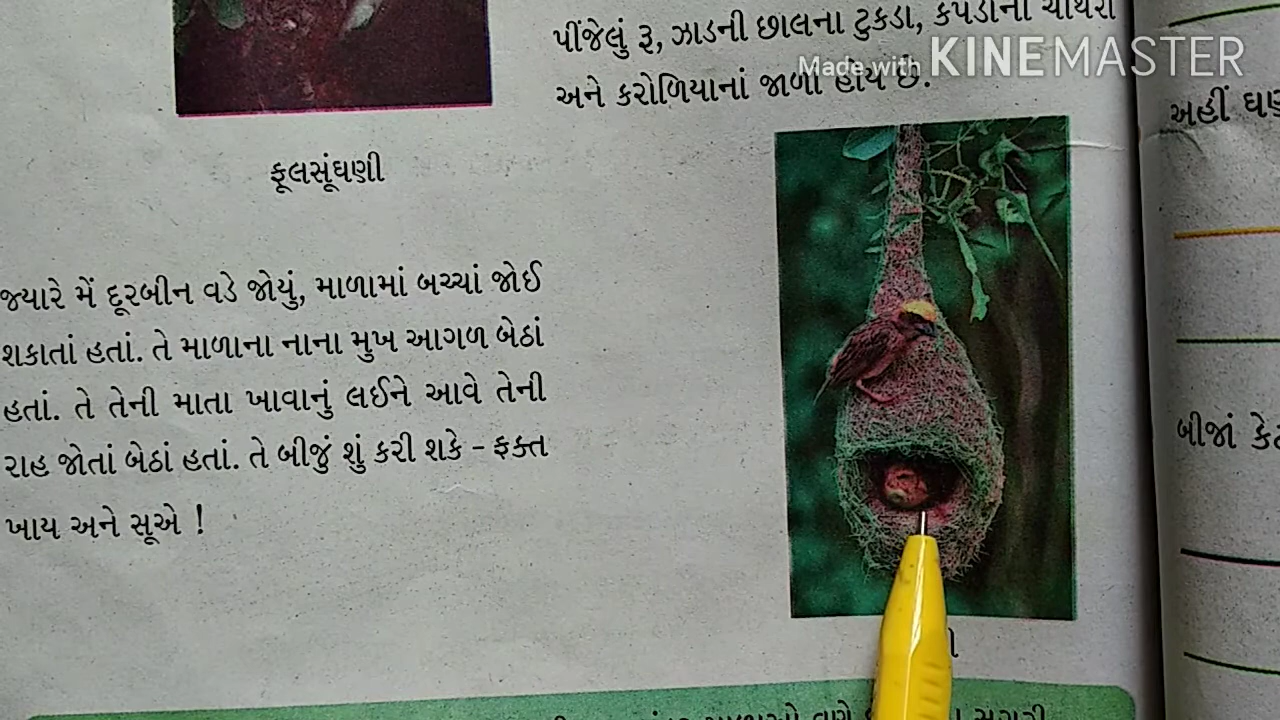 પીંજેલું રૂ, ઝાડની છાલના ટુકડા, કપડાંનાં ચીંથરાં
અને કરોળિયાનાં જાળાં હોય છે.
Made with KINEMASTER
ફૂલસૂંઘણી
જ્યારે મેં દૂરબીન વડે જોયું, માળામાં બચ્ચાં જોઈ
શકાતાં હતાં. તે માળાના નાના મુખ આગળ બેઠાં
હતાં. તે તેની માતા ખાવાનું લઈને આવે તેની
રાહ જોતાં બેઠાં હતાં. તે બીજું શું કરી શકે - ફક્ત
ખાય અને સૂએ !
અહીં
બીજાં